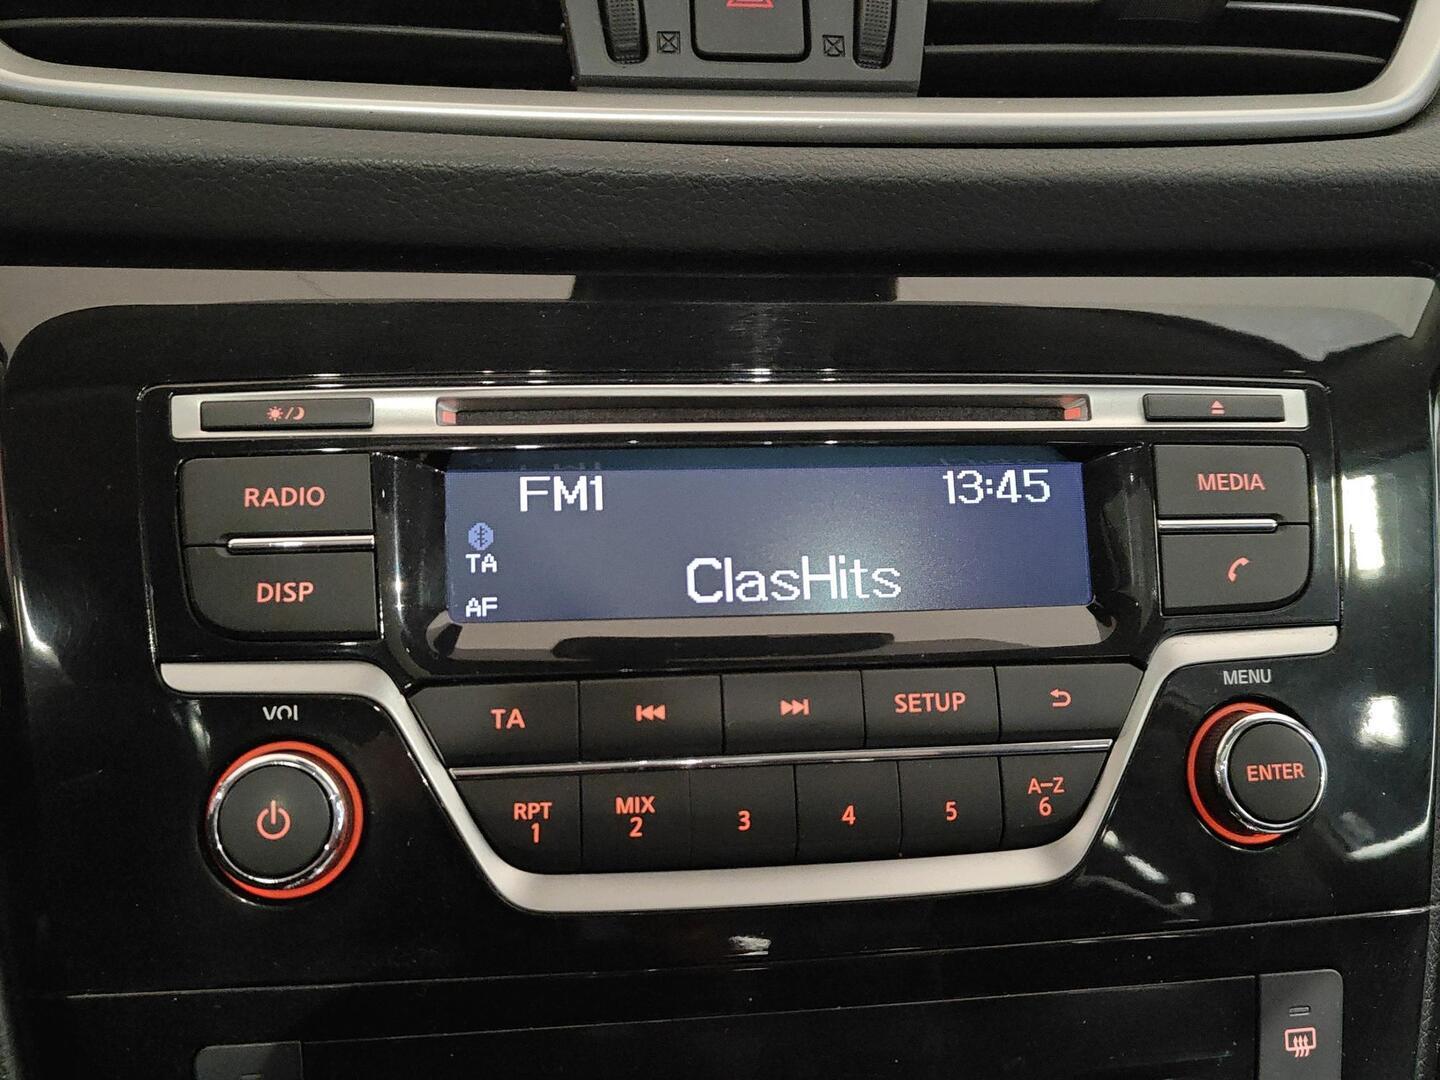 RADIO
DISP
FM1
13:45
TA
AF
ClasHits
MEDIA
VOL
TA
SETUP
MENU
RPT
1
MIX
2
3
4
5
A-Z
6
ENTER